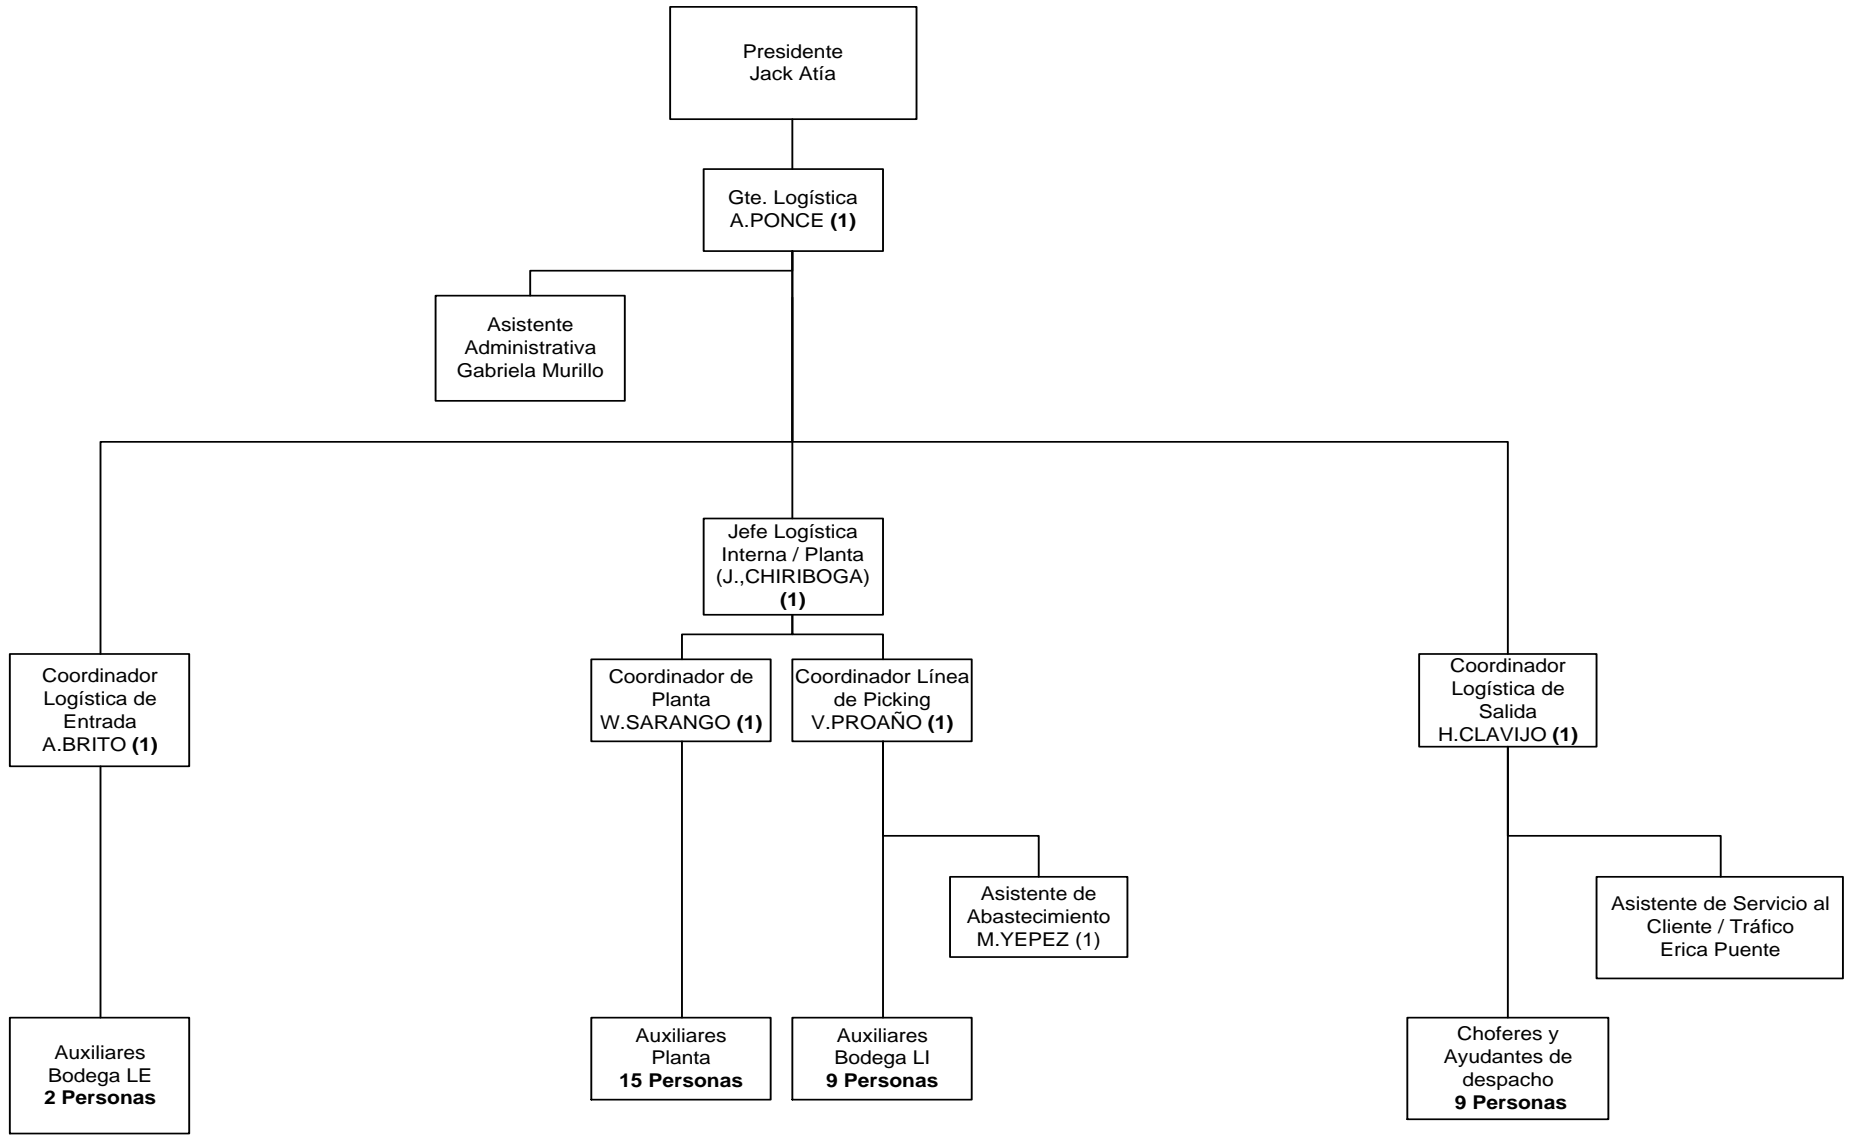 Presidente
Jack Atía
Gte. Logística
A.PONCE (1)
Asistente
Administrativa
Gabriela Murillo
Jefe Logística
Interna / Planta
(J.,CHIRIBOGA)
(1)
Coordinador
Logística de
Entrada
A.BRITO (1)
Coordinador de
Planta
W.SARANGO (1)
Coordinador Línea
de Picking
V.PROAÑO (1)
Coordinador
Logística de
Salida
H.CLAVIJO (1)
Asistente de
Abastecimiento
M.YEPEZ (1)
Asistente de Servicio al
Cliente / Tráfico
Erica Puente
Auxiliares
Bodega LE
2 Personas
Auxiliares
Planta
15 Personas
Auxiliares
Bodega LI
9 Personas
Choferes y
Ayudantes de
despacho
9 Personas